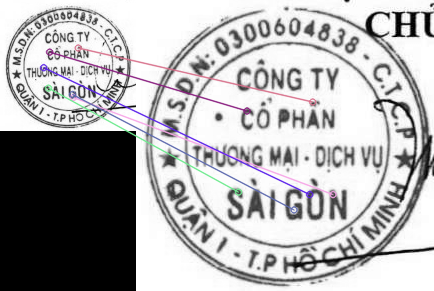 M.S.D.N: 0300604838 - C.T.C.P
CÔNG TY
CỔ PHẦN
THƯƠNG MẠI - DỊCH VỤ
SÀI GÒN
★ QUẬN 1 - T.P HỒ CHÍ MINH ★
CHỦ
M.S.D.N: 0300604838 - C.T.C.P
CÔNG TY
CỔ PHẦN
THƯƠNG MẠI - DỊCH VỤ
SÀI GÒN
★ QUẬN 1 - T.P HỒ CHÍ MINH ★